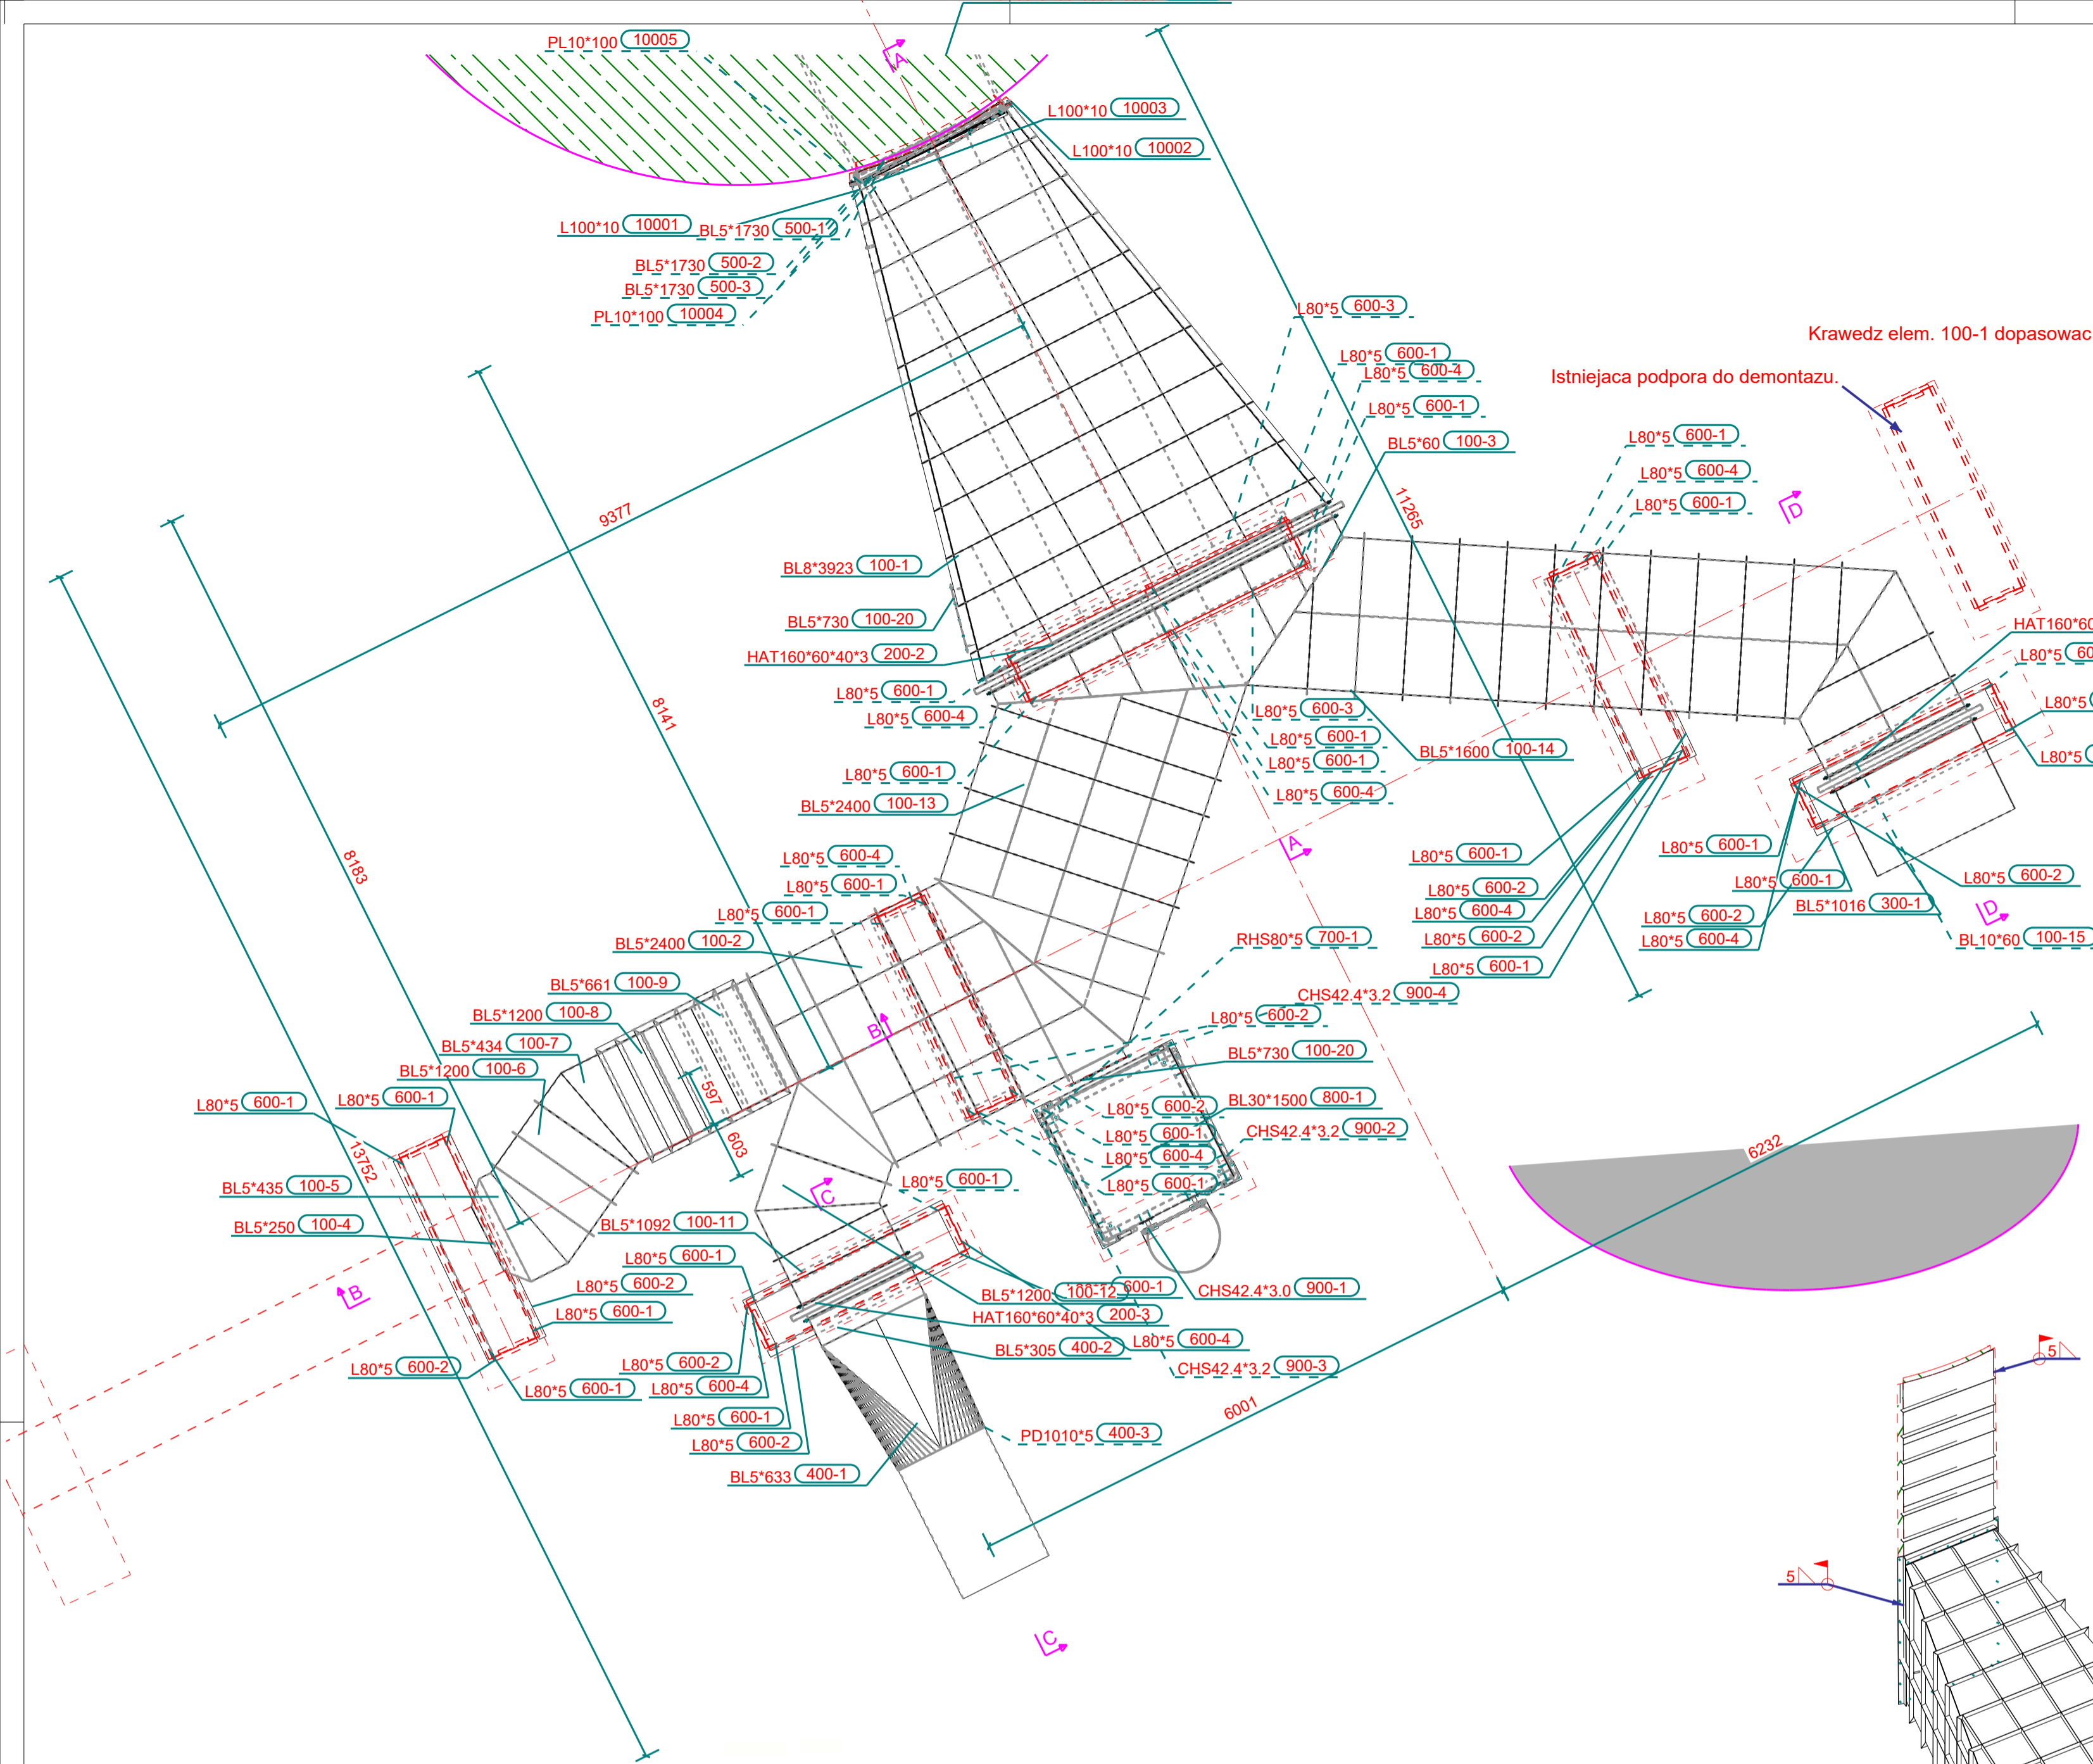 PL10*100 10005
A
L100*10 10003
L100*10 10002
L100*10 10001
BL5*1730 500-1
BL5*1730 500-2
BL5*1730 500-3
PL10*100 10004
L80*5 600-3
Krawedz elem. 100-1 dopasowac
L80*5 600-1
L80*5 600-4
Istniejaca podpora do demontazu.
L80*5 600-1
BL5*60 100-3
L80*5 600-1
L80*5 600-4
L80*5 600-1
D
9377
11265
BL8*3923 100-1
BL5*730 100-20
HAT160*60*40*3 200-2
HAT160*60
L80*5 60
L80*5 600-1
L80*5 600-4
L80*5
8141
L80*5 600-3
L80*5 600-1
L80*5 600-1
L80*5 600-4
BL5*1600 100-14
L80*5
L80*5 600-1
BL5*2400 100-13
A
8183
L80*5 600-4
L80*5 600-1
L80*5 600-1
L80*5 600-1
L80*5 600-2
L80*5 600-4
L80*5 600-2
L80*5 600-1
L80*5 600-1
L80*5 600-1
L80*5 600-2
BL5*1016 300-1
L80*5 600-2
L80*5 600-4
D
BL10*60 100-15
BL5*2400 100-2
RHS80*5 700-1
BL5*661 100-9
CHS42.4*3.2 900-4
BL5*1200 100-8
L80*5 600-2
B
BL5*434 100-7
BL5*730 100-20
BL5*1200 100-6
597
603
L80*5 600-1
L80*5 600-1
L80*5 600-2
BL30*1500 800-1
L80*5 600-1
CHS42.4*3.2 900-2
L80*5 600-4
L80*5 600-1
13752
6232
L80*5 600-1
BL5*435 100-5
C
BL5*250 100-4
BL5*1092 100-11
L80*5 600-1
L80*5 600-2
L80*5 600-1
B
BL5*1200 100-12
600-1
CHS42.4*3.0 900-1
HAT160*60*40*3 200-3
L80*5 600-4
BL5*305 400-2
L80*5 600-2
L80*5 600-1
L80*5 600-2
L80*5 600-4
CHS42.4*3.2 900-3
L80*5 600-1
L80*5 600-2
6001
PD1010*5 400-3
BL5*633 400-1
5
5
C